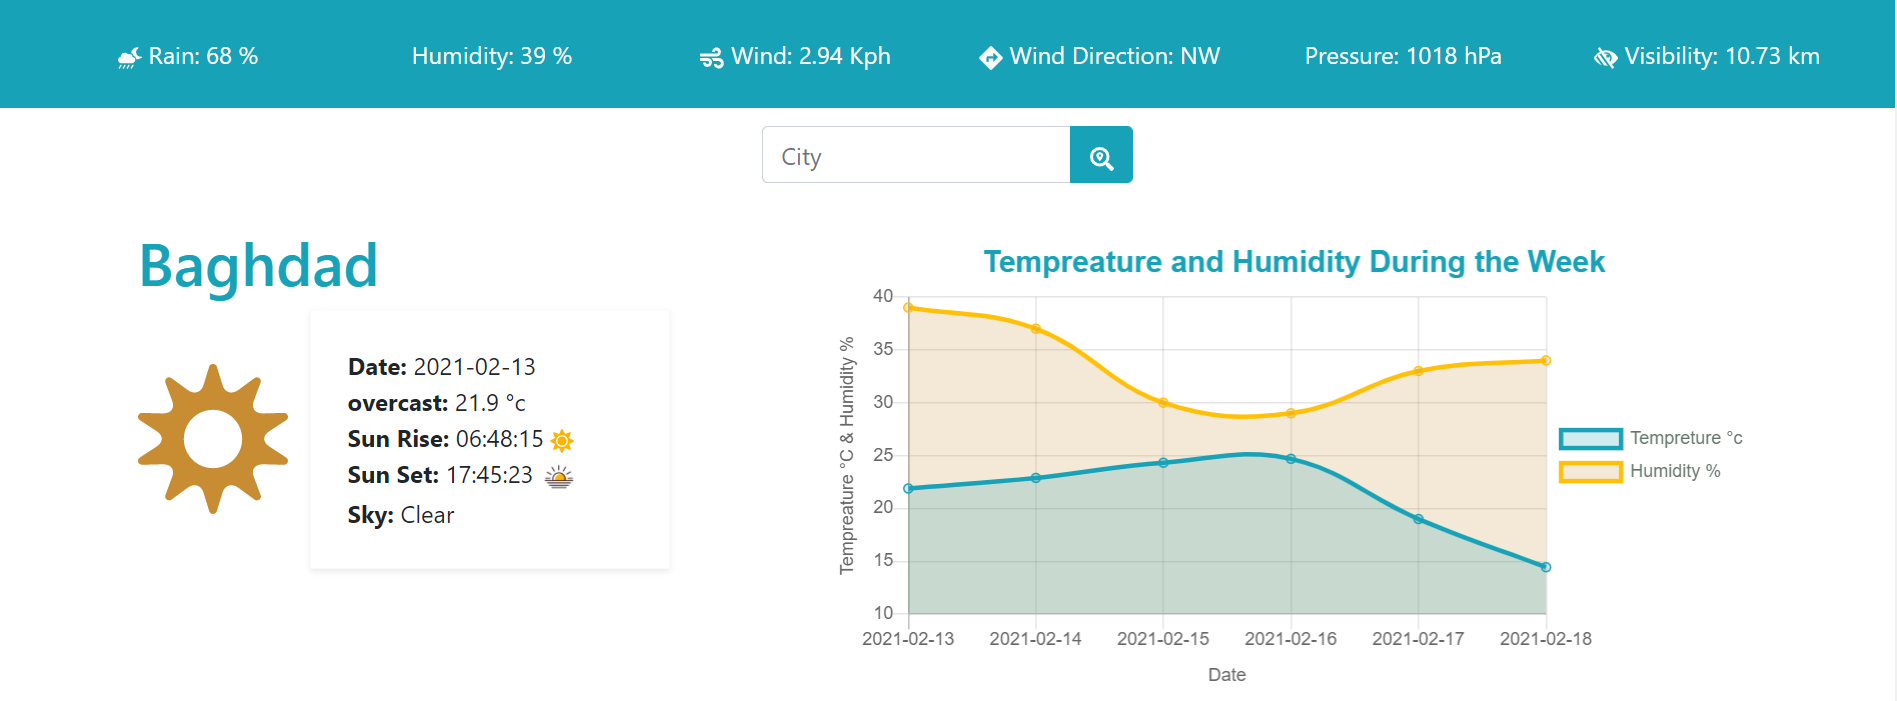 Rain: 68 %
Humidity: 39 %
Wind: 2.94 Kph
Wind Direction: NW
Pressure: 1018 hPa
Visibility: 10.73 km
City
Baghdad
Date: 2021-02-13
overcast: 21.9 °c
Sun Rise: 06:48:15
Sun Set: 17:45:23
Sky: Clear
Tempreature and Humidity During the Week
Tempreature °C & Humidity %
40
35
30
25
20
15
10
2021-02-13
2021-02-14
2021-02-15
2021-02-16
2021-02-17
2021-02-18
Date
Tempreture °c
Humidity %